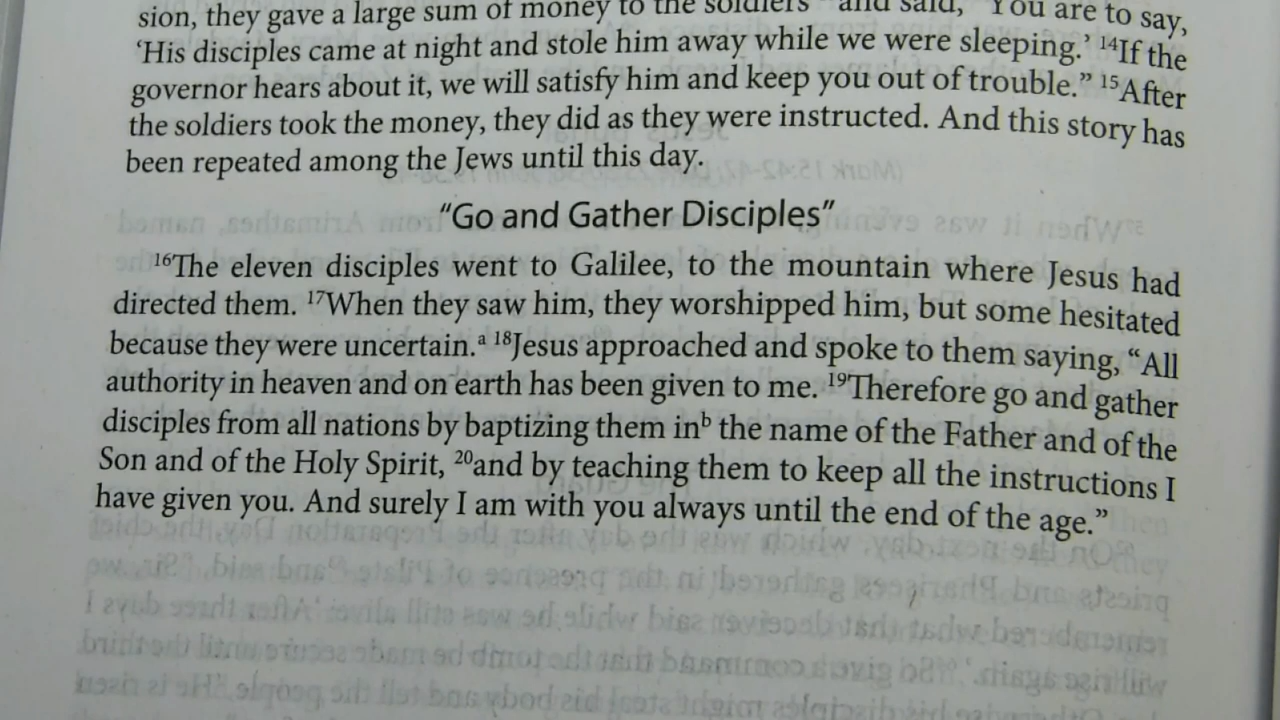 sion, they gave a large sum of money to the soldiers and said, "You are to say,
'His disciples came at night and stole him away while we were sleeping.' ¹⁴If the
governor hears about it, we will satisfy him and keep you out of trouble." ¹⁵After
the soldiers took the money, they did as they were instructed. And this story has
been repeated among the Jews until this day.
"Go and Gather Disciples"
¹⁶The eleven disciples went to Galilee, to the mountain where Jesus had
directed them. ¹⁷When they saw him, they worshipped him, but some hesitated
because they were uncertain.ᵃ ¹⁸Jesus approached and spoke to them saying, "All
authority in heaven and on earth has been given to me. ¹⁹Therefore go and gather
disciples from all nations by baptizing them inᵇ the name of the Father and of the
Son and of the Holy Spirit, ²⁰and by teaching them to keep all the instructions I
have given you. And surely I am with you always until the end of the age."